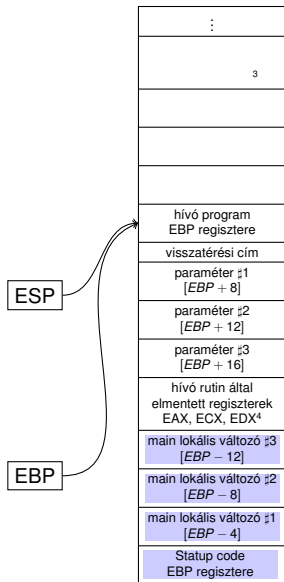 ⋮
3
hívó program
EBP regisztere
visszatérési cím
paraméter ♯1
[EBP + 8]
ESP
paraméter ♯2
[EBP + 12]
paraméter ♯3
[EBP + 16]
hívó rutin által
elmentett regiszterek
EAX, ECX, EDX⁴
main lokális változó ♯3
[EBP − 12]
EBP
main lokális változó ♯2
[EBP − 8]
main lokális változó ♯1
[EBP − 4]
Statup code
EBP regisztere